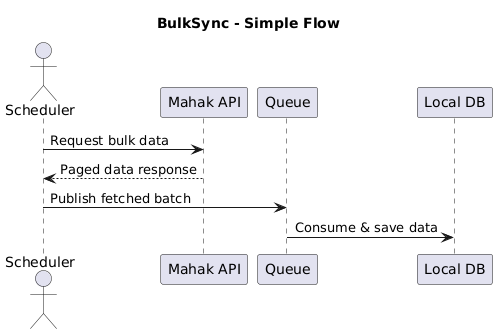 BulkSync - Simple Flow
Scheduler
Mahak API
Queue
Local DB
Request bulk data
Paged data response
Publish fetched batch
Consume & save data
Scheduler
Mahak API
Queue
Local DB